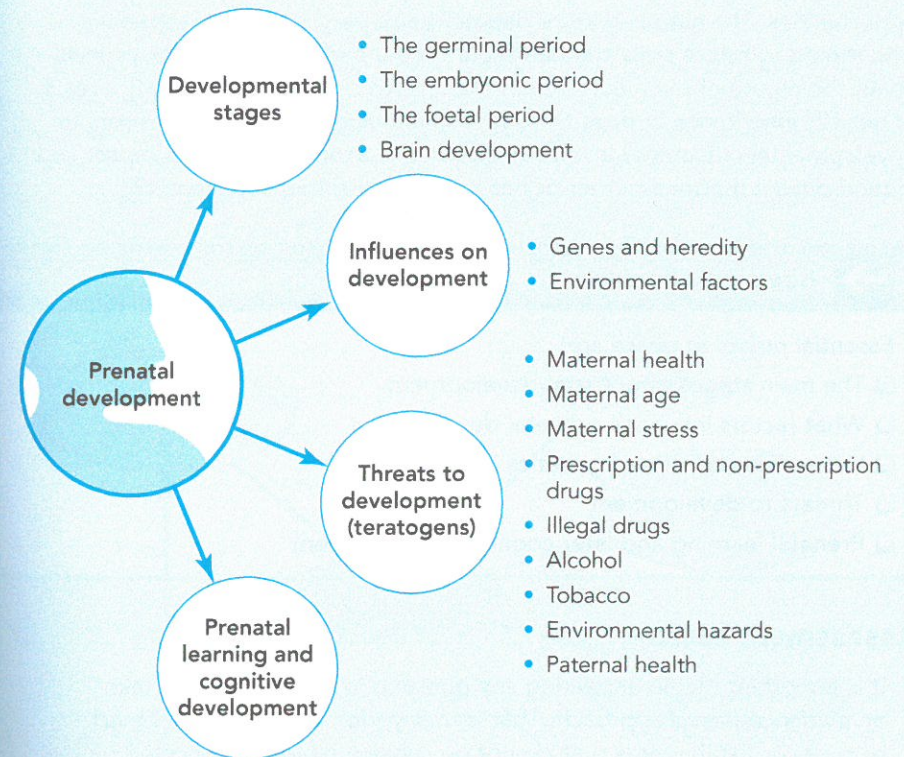 Developmental
stages
• The germinal period
• The embryonic period
• The foetal period
• Brain development
Influences on
development
• Genes and heredity
• Environmental factors
Prenatal
development
Threats to
development
(teratogens)
• Maternal health
• Maternal age
• Maternal stress
• Prescription and non-prescription
drugs
• Illegal drugs
• Alcohol
• Tobacco
• Environmental hazards
• Paternal health
Prenatal
learning and
cognitive
development